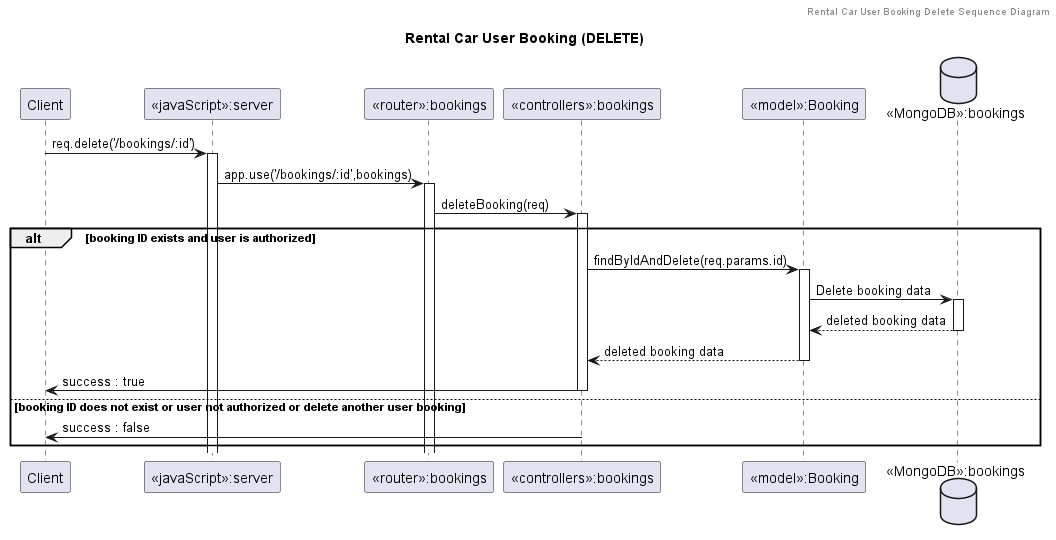 Rental Car User Booking Delete Sequence Diagram
Rental Car User Booking (DELETE)
Client
«javaScript»:server
«router»:bookings
«controllers»:bookings
«model»:Booking
«MongoDB»:bookings
req.delete('/bookings/:id')
app.use('/bookings/:id',bookings)
deleteBooking(req)
alt [booking ID exists and user is authorized]
findByIdAndDelete(req.params.id)
Delete booking data
deleted booking data
deleted booking data
success : true
[booking ID does not exist or user not authorized or delete another user booking]
success : false
Client
«javaScript»:server
«router»:bookings
«controllers»:bookings
«model»:Booking
«MongoDB»:bookings